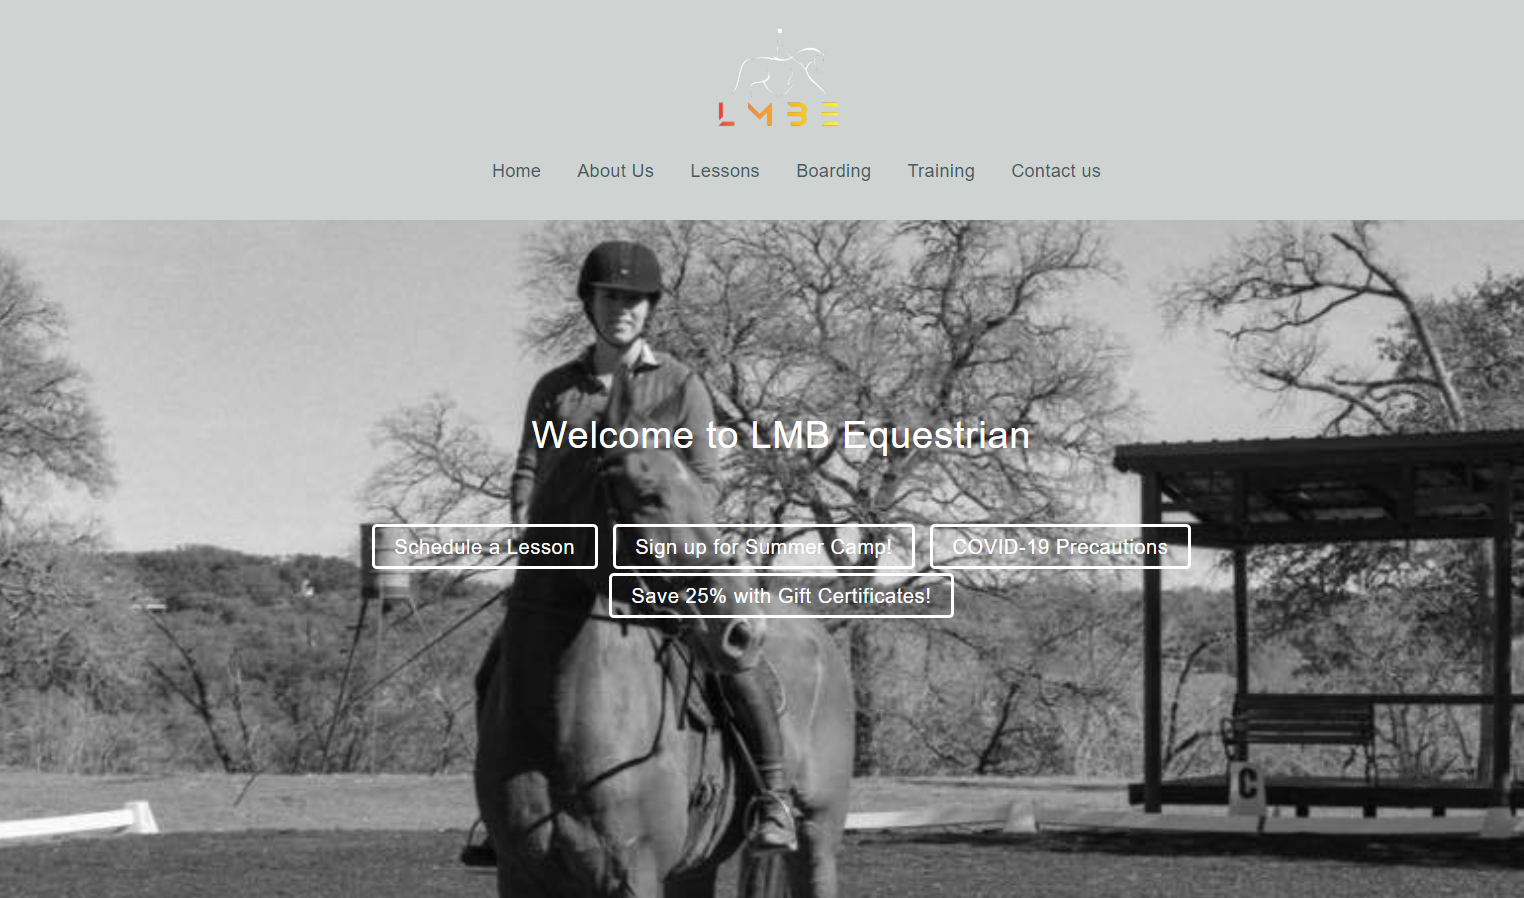 LMBE
Home About Us Lessons Boarding Training Contact us
Welcome to LMB Equestrian
Schedule a Lesson Sign up for Summer Camp! COVID-19 Precautions
Save 25% with Gift Certificates!
C